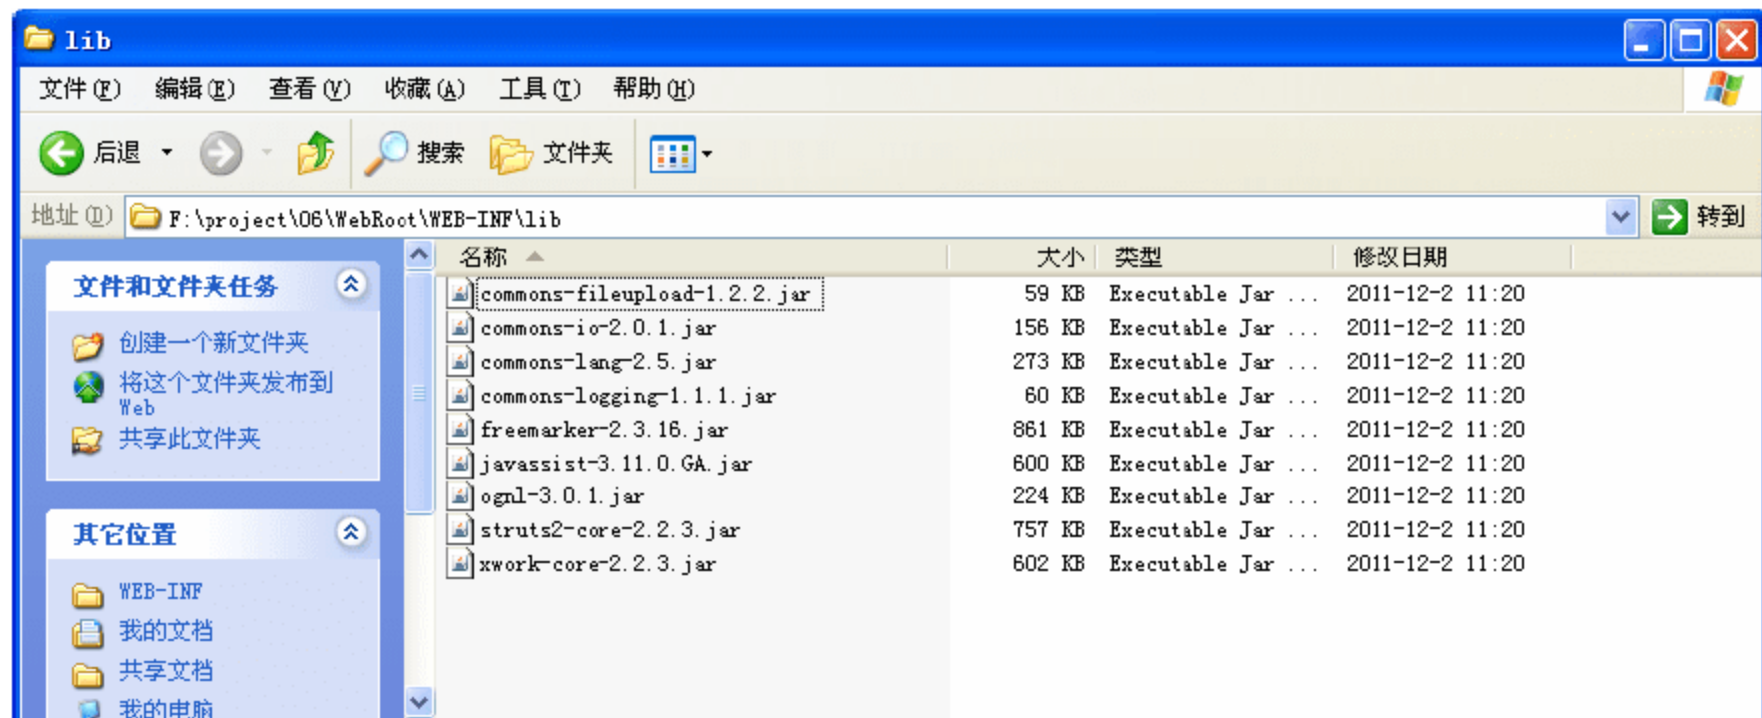 lib
文件(F) 编辑(E) 查看(V) 收藏(A) 工具(T) 帮助(H)
后退 搜索 文件夹
地址(D) F:\project\06\WebRoot\WEB-INF\lib 转到
文件和文件夹任务
创建一个新文件夹
将这个文件夹发布到
Web
共享此文件夹
其它位置
WEB-INF
我的文档
共享文档
我的电脑
名称 大小 类型 修改日期
commons-fileupload-1.2.2.jar 59 KB Executable Jar ... 2011-12-2 11:20
commons-io-2.0.1.jar 156 KB Executable Jar ... 2011-12-2 11:20
commons-lang-2.5.jar 273 KB Executable Jar ... 2011-12-2 11:20
commons-logging-1.1.1.jar 60 KB Executable Jar ... 2011-12-2 11:20
freemarker-2.3.16.jar 861 KB Executable Jar ... 2011-12-2 11:20
javassist-3.11.0.GA.jar 600 KB Executable Jar ... 2011-12-2 11:20
ognl-3.0.1.jar 224 KB Executable Jar ... 2011-12-2 11:20
struts2-core-2.2.3.jar 757 KB Executable Jar ... 2011-12-2 11:20
xwork-core-2.2.3.jar 602 KB Executable Jar ... 2011-12-2 11:20